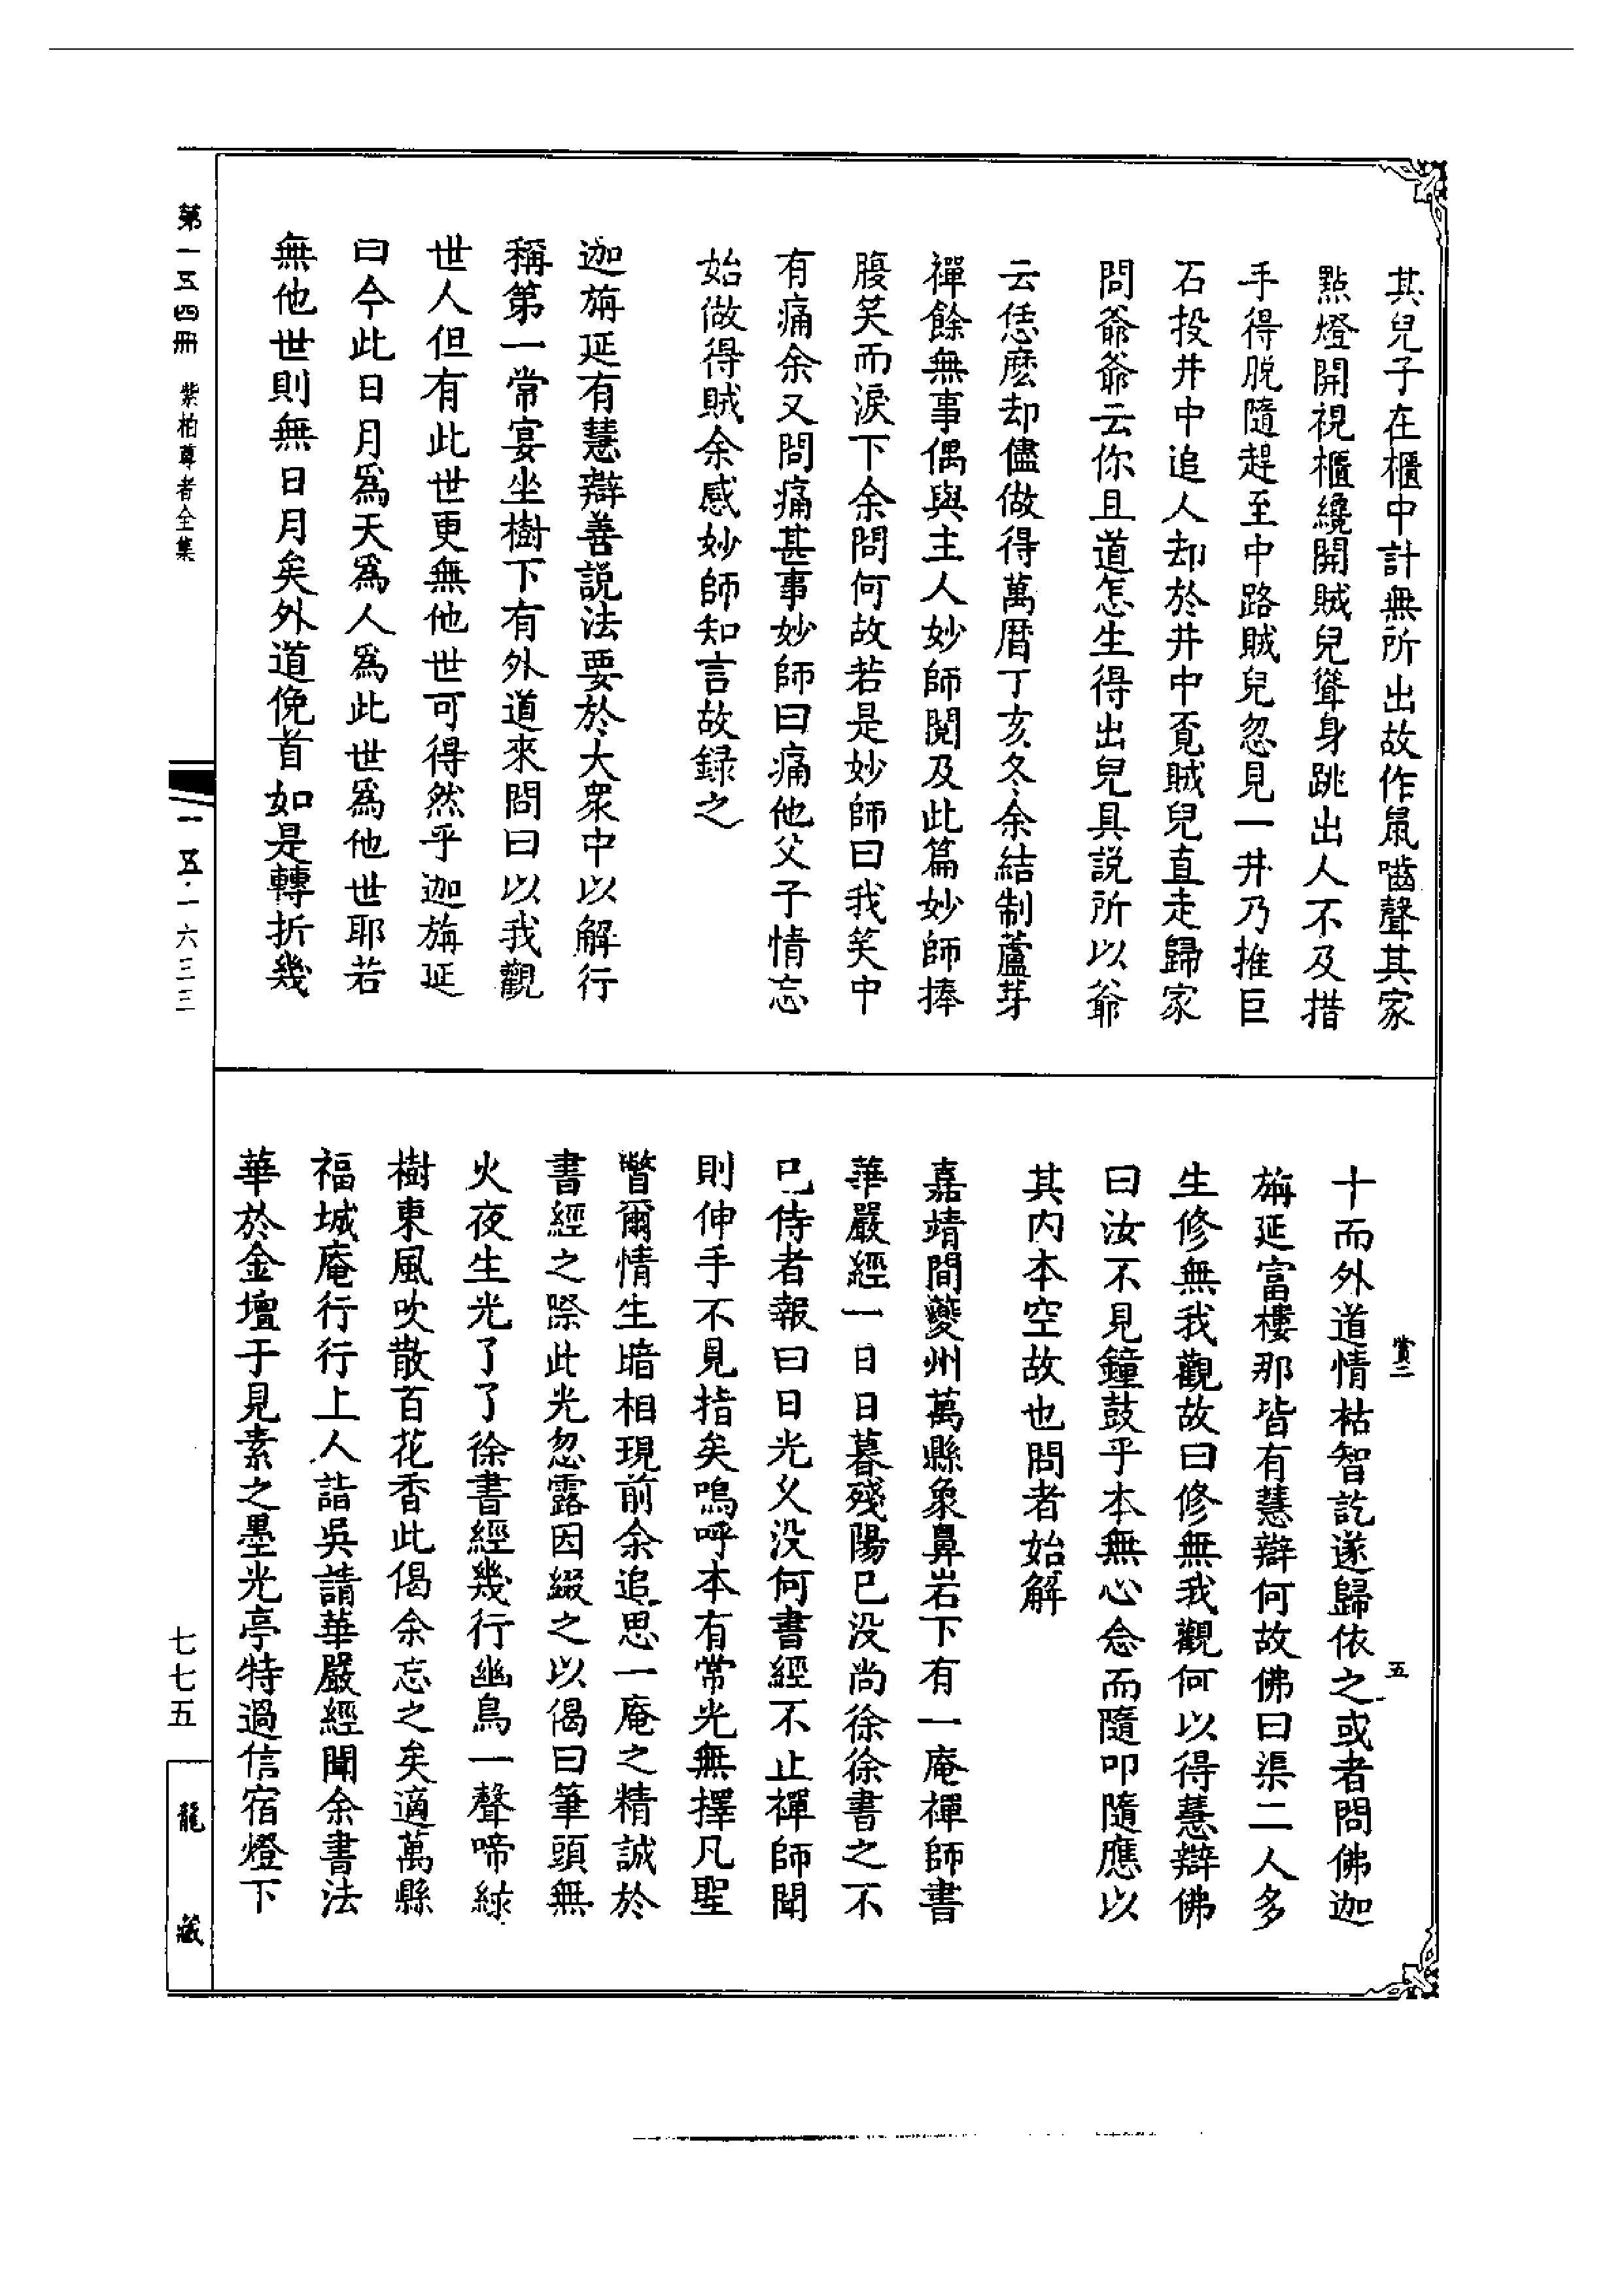 其兒子在櫃中計無所出故作鼠嚙聲其家
點燈開視櫃纔開賊兒聳身跳出人不及措
手得脫隨趕至中路賊兒忽見一井乃推巨
石投井中追人却於井中覔賊兒直走歸家
問爺爺云你且道怎生得出兒具説所以爺
云恁麽却儘做得萬曆丁亥冬余結制蘆芽
禪餘無事偶與主人妙師閱及此篇妙師捧
腹笑而淚下余問何故若是妙師曰我笑中
有痛余又問痛甚事妙師曰痛他父子情忘
始做得賊余感妙師知言故録之
迦旃延有慧辯善説法要於大衆中以解行
稱第一常宴坐樹下有外道來問曰以我觀
世人但有此世更無他世可得然乎迦旃延
曰今此日月爲天爲人爲此世爲他世耶若
無他世則無日月矣外道俛首如是轉折幾
第一五四冊 紫柏尊者全集
一五·一六三三
賞二 五
十而外道情枯智訖遂歸依之或者問佛迦
旃延富樓那皆有慧辯何故佛曰渠二人多
生修無我觀故曰修無我觀何以得慧辯佛
曰汝不見鐘鼓乎本無心念而隨叩隨應以
其内本空故也問者始解
嘉靖間夔州萬縣象鼻岩下有一庵禪師書
華嚴經一日日暮殘陽已没尚徐徐書之不
已侍者報曰日光久没何書經不止禪師聞
則伸手不見指矣嗚呼本有常光無擇凡聖
瞥爾情生暗相現前余追思一庵之精誠於
書經之際此光忽露因綴之以偈曰筆頭無
火夜生光了了徐書經幾行幽鳥一聲啼緑
樹東風吹散百花香此偈余忘之矣適萬縣
福城庵行行上人詣吳請華嚴經聞余書法
華於金壇于見素之墨光亭特過信宿燈下
七七五
龍藏